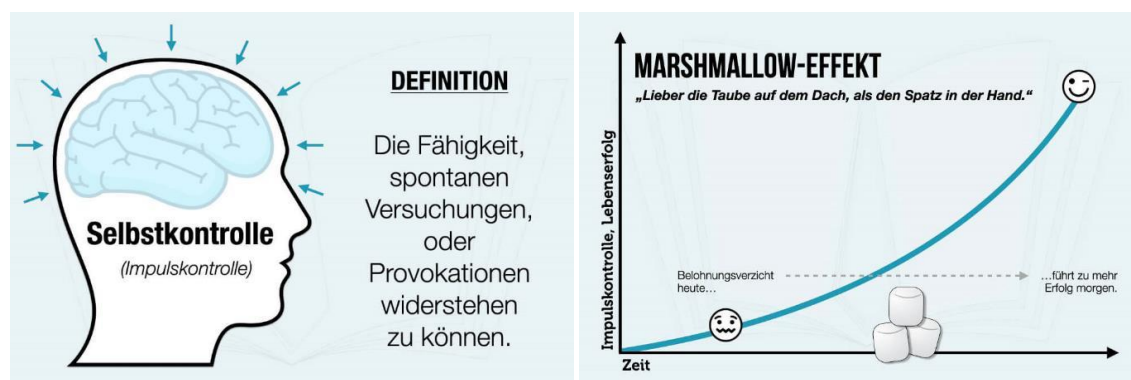 Selbstkontrolle
(Impulskontrolle)
DEFINITION
Die Fähigkeit,
spontanen
Versuchungen,
oder
Provokationen
widerstehen
zu können.
MARSHMALLOW-EFFEKT
„Lieber die Taube auf dem Dach, als den Spatz in der Hand.“
Impulskontrolle, Lebenserfolg
Belohnungsverzicht
heute…
…führt zu mehr
Erfolg morgen.
Zeit